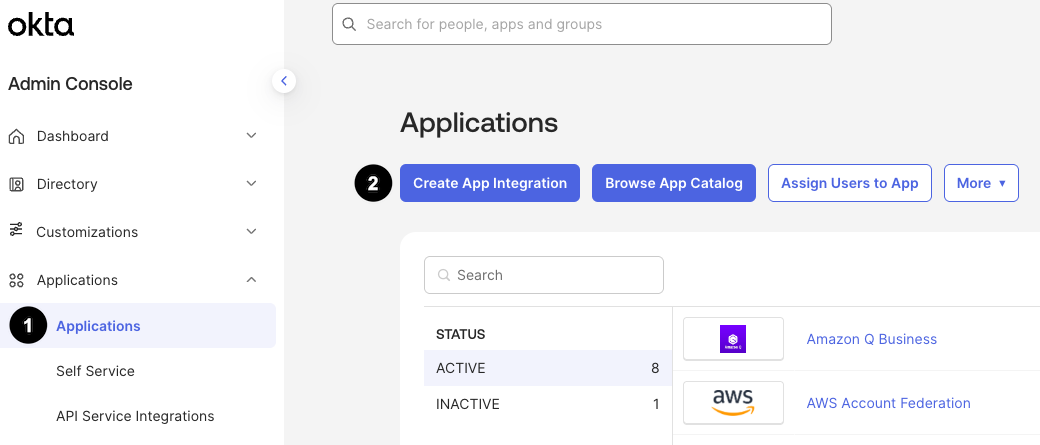 okta
Search for people, apps and groups
Admin Console
Dashboard
Directory
Customizations
Applications
1 Applications
Self Service
API Service Integrations
Applications
2 Create App Integration Browse App Catalog Assign Users to App More ▾
Search
STATUS
ACTIVE 8
INACTIVE 1
Amazon Q
Amazon Q Business
aws
AWS Account Federation